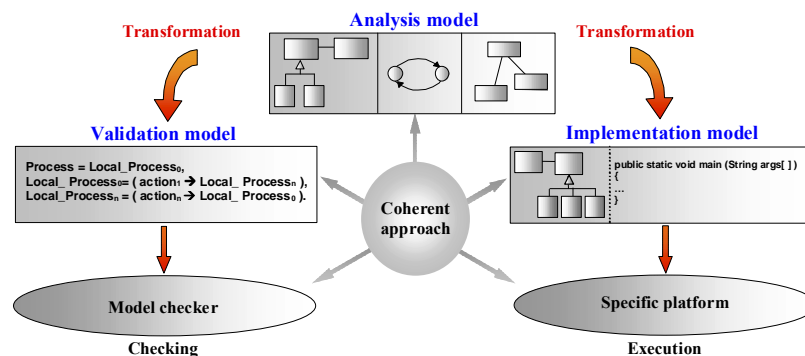 Analysis model
Transformation
Transformation
Validation model
Implementation model
Process = Local_Process₀,
Local_ Process₀= ( action₁ ➔ Local_ Processₙ ),
Local_Processₙ = ( actionₙ ➔ Local_ Process₀ ).
public static void main (String args[ ] )
{
...
}
Coherent
approach
Model checker
Specific platform
Checking
Execution